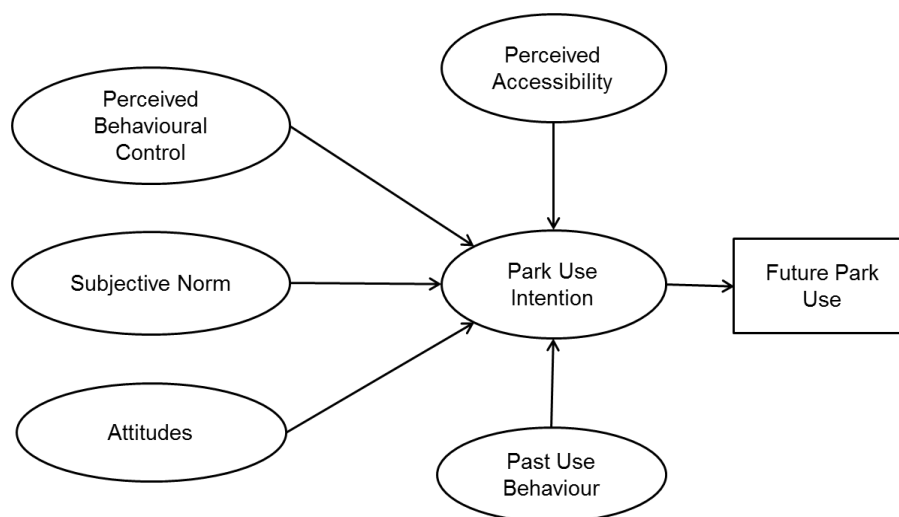 Perceived
Accessibility
Perceived
Behavioural
Control
Subjective Norm
Park Use
Intention
Future Park
Use
Attitudes
Past Use
Behaviour